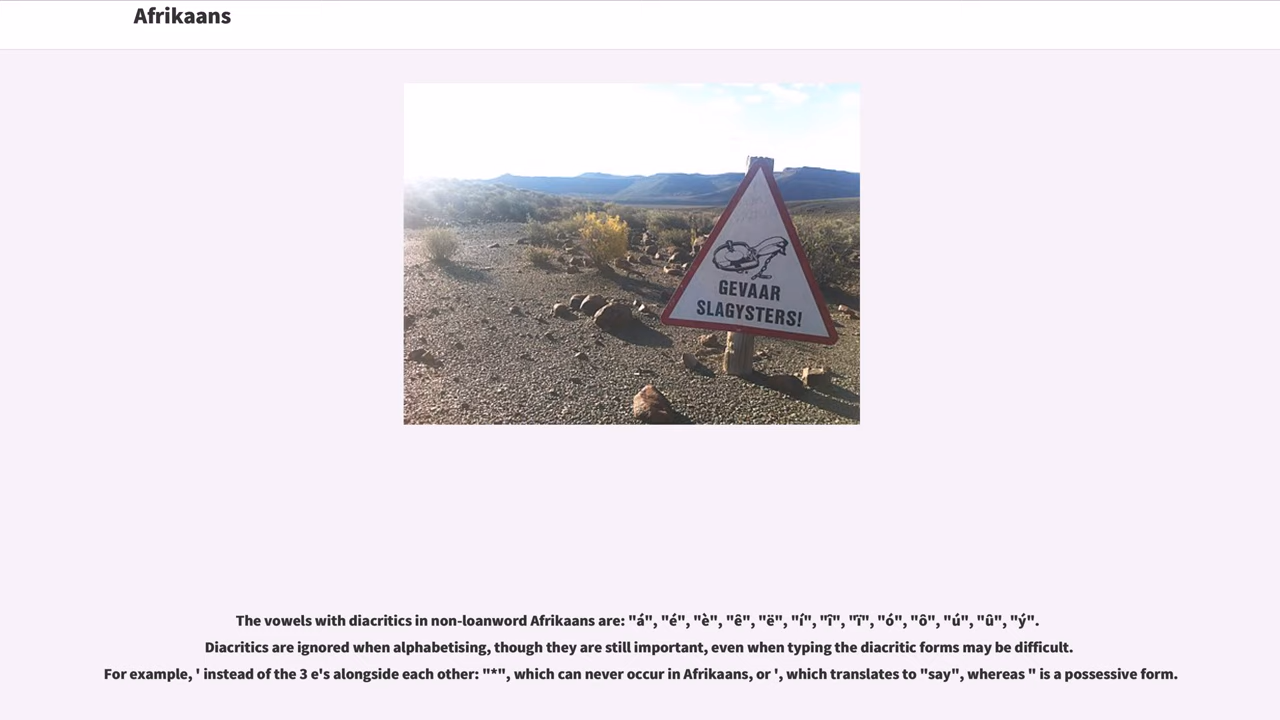 Afrikaans
GEVAAR
SLAGYSTERS!
The vowels with diacritics in non-loanword Afrikaans are: "á", "é", "è", "ê", "ë", "í", "î", "ï", "ó", "ô", "ú", "û", "ý".
Diacritics are ignored when alphabetising, though they are still important, even when typing the diacritic forms may be difficult.
For example, ' instead of the 3 e's alongside each other: "*", which can never occur in Afrikaans, or ', which translates to "say", whereas " is a possessive form.